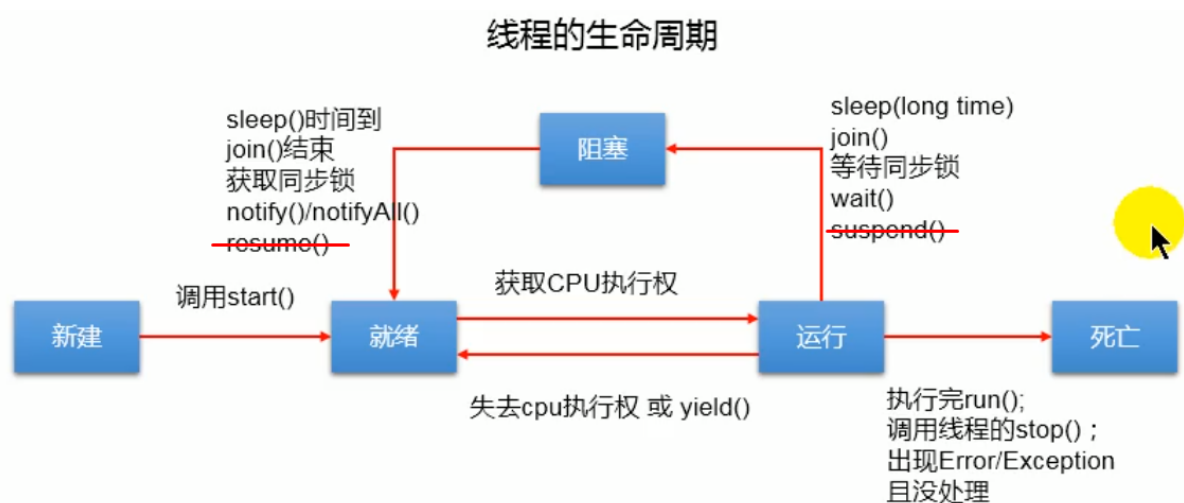 线程的生命周期
sleep()时间到
join()结束
获取同步锁
notify()/notifyAll()
resume()
阻塞
sleep(long time)
join()
等待同步锁
wait()
suspend()
调用start()
获取CPU执行权
新建
就绪
运行
死亡
失去cpu执行权 或 yield()
执行完run();
调用线程的stop()；
出现Error/Exception
且没处理